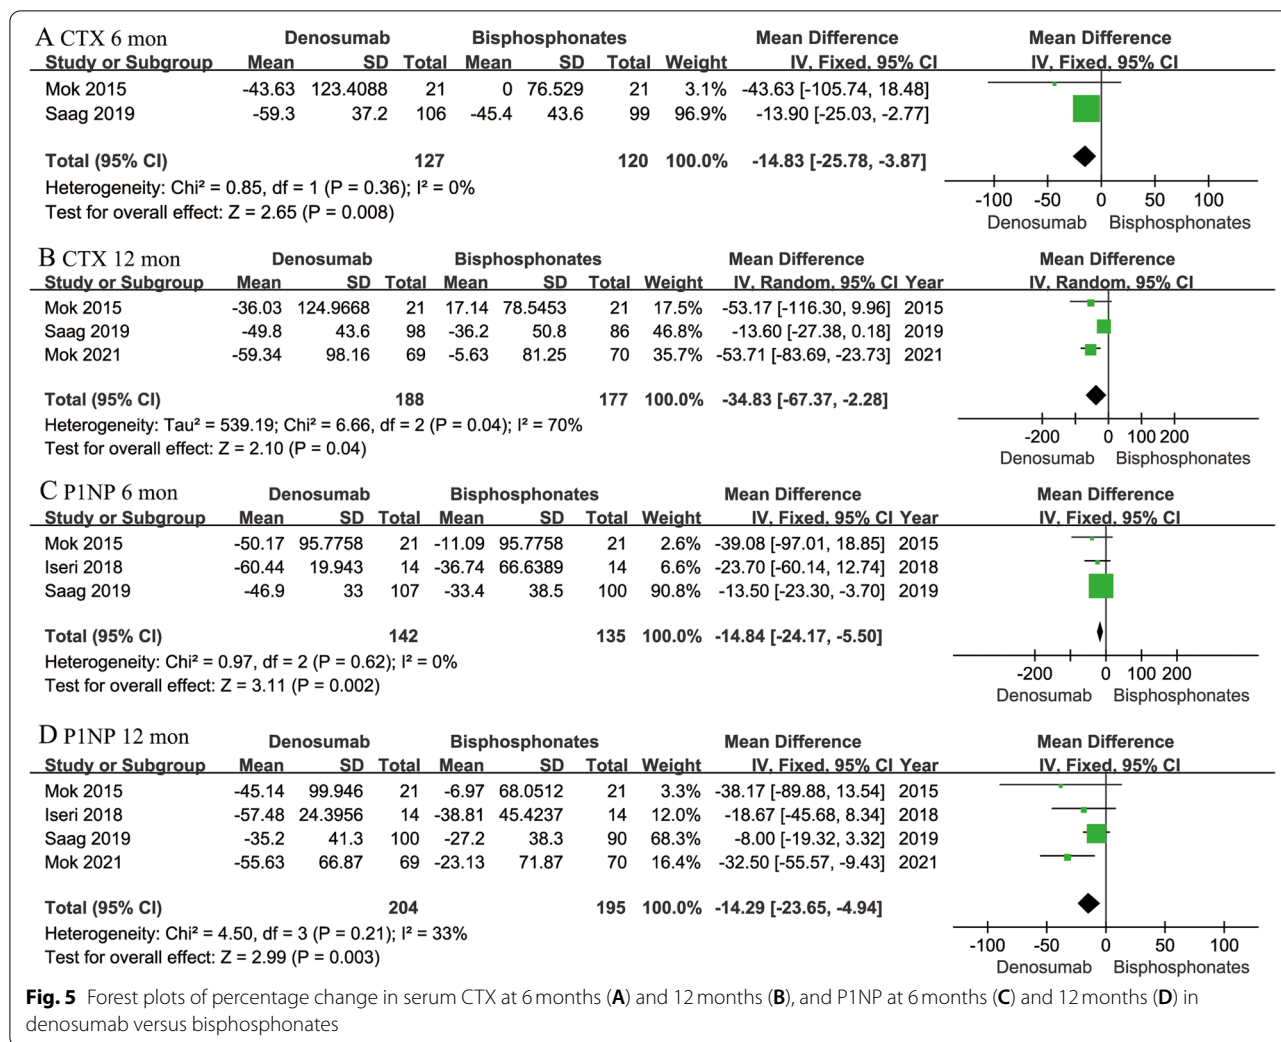 A CTX 6 mon Denosumab Bisphosphonates Mean Difference Mean Difference
Study or Subgroup Mean SD Total Mean SD Total Weight IV, Fixed, 95% CI IV, Fixed, 95% CI
Mok 2015 -43.63 123.4088 21 0 76.529 21 3.1% -43.63 [-105.74, 18.48]
Saag 2019 -59.3 37.2 106 -45.4 43.6 99 96.9% -13.90 [-25.03, -2.77]
Total (95% CI) 127 120 100.0% -14.83 [-25.78, -3.87]
Heterogeneity: Chi² = 0.85, df = 1 (P = 0.36); I² = 0%
Test for overall effect: Z = 2.65 (P = 0.008)
-100 -50 0 50 100
Denosumab Bisphosphonates
B CTX 12 mon Denosumab Bisphosphonates Mean Difference Mean Difference
Study or Subgroup Mean SD Total Mean SD Total Weight IV, Random, 95% CI Year IV, Random, 95% CI
Mok 2015 -36.03 124.9668 21 17.14 78.5453 21 17.5% -53.17 [-116.30, 9.96] 2015
Saag 2019 -49.8 43.6 98 -36.2 50.8 86 46.8% -13.60 [-27.38, 0.18] 2019
Mok 2021 -59.34 98.16 69 -5.63 81.25 70 35.7% -53.71 [-83.69, -23.73] 2021
Total (95% CI) 188 177 100.0% -34.83 [-67.37, -2.28]
Heterogeneity: Tau² = 539.19; Chi² = 6.66, df = 2 (P = 0.04); I² = 70%
Test for overall effect: Z = 2.10 (P = 0.04)
-200 0 100 200
Denosumab Bisphosphonates
C P1NP 6 mon Denosumab Bisphosphonates Mean Difference Mean Difference
Study or Subgroup Mean SD Total Mean SD Total Weight IV, Fixed, 95% CI Year IV, Fixed, 95% CI
Mok 2015 -50.17 95.7758 21 -11.09 95.7758 21 2.6% -39.08 [-97.01, 18.85] 2015
Iseri 2018 -60.44 19.943 14 -36.74 66.6389 14 6.6% -23.70 [-60.14, 12.74] 2018
Saag 2019 -46.9 33 107 -33.4 38.5 100 90.8% -13.50 [-23.30, -3.70] 2019
Total (95% CI) 142 135 100.0% -14.84 [-24.17, -5.50]
Heterogeneity: Chi² = 0.97, df = 2 (P = 0.62); I² = 0%
Test for overall effect: Z = 3.11 (P = 0.002)
-200 0 100 200
Denosumab Bisphosphonates
D P1NP 12 mon Denosumab Bisphosphonates Mean Difference Mean Difference
Study or Subgroup Mean SD Total Mean SD Total Weight IV, Fixed, 95% CI Year IV, Fixed, 95% CI
Mok 2015 -45.14 99.946 21 -6.97 68.0512 21 3.3% -38.17 [-89.88, 13.54] 2015
Iseri 2018 -57.48 24.3956 14 -38.81 45.4237 14 12.0% -18.67 [-45.68, 8.34] 2018
Saag 2019 -35.2 41.3 100 -27.2 38.3 90 68.3% -8.00 [-19.32, 3.32] 2019
Mok 2021 -55.63 66.87 69 -23.13 71.87 70 16.4% -32.50 [-55.57, -9.43] 2021
Total (95% CI) 204 195 100.0% -14.29 [-23.65, -4.94]
Heterogeneity: Chi² = 4.50, df = 3 (P = 0.21); I² = 33%
Test for overall effect: Z = 2.99 (P = 0.003)
-100 -50 0 50 100
Denosumab Bisphosphonates
Fig. 5 Forest plots of percentage change in serum CTX at 6 months (A) and 12 months (B), and P1NP at 6 months (C) and 12 months (D) in
denosumab versus bisphosphonates